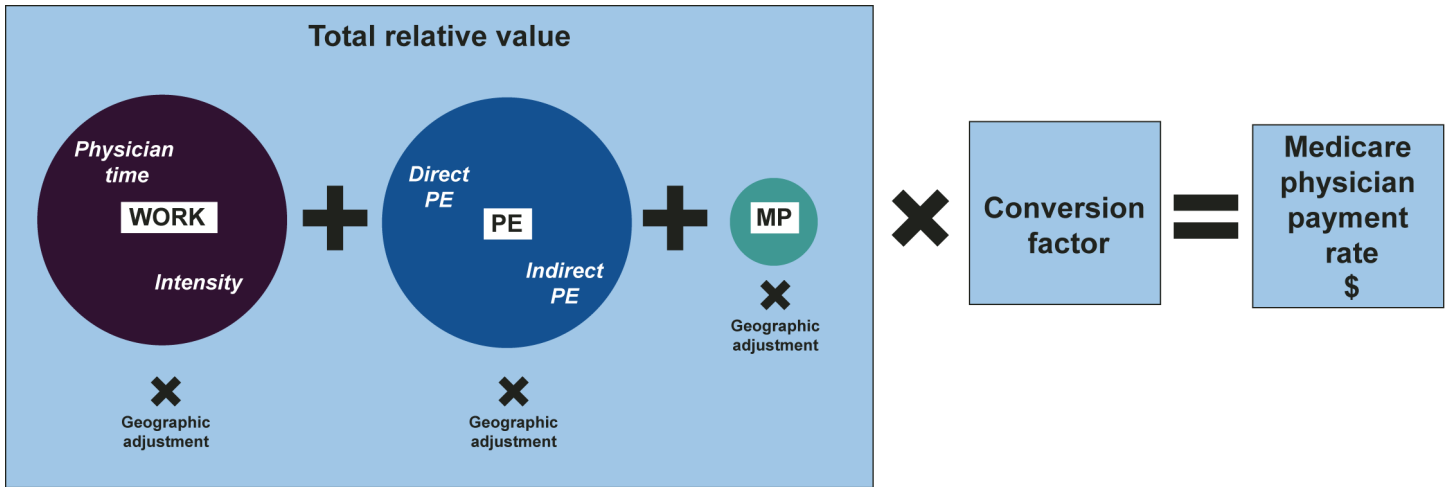 Total relative value
Physician
time
WORK
Intensity
Geographic
adjustment
Direct
PE
PE
Indirect
PE
Geographic
adjustment
MP
Geographic
adjustment
Conversion
factor
Medicare
physician
payment
rate
$